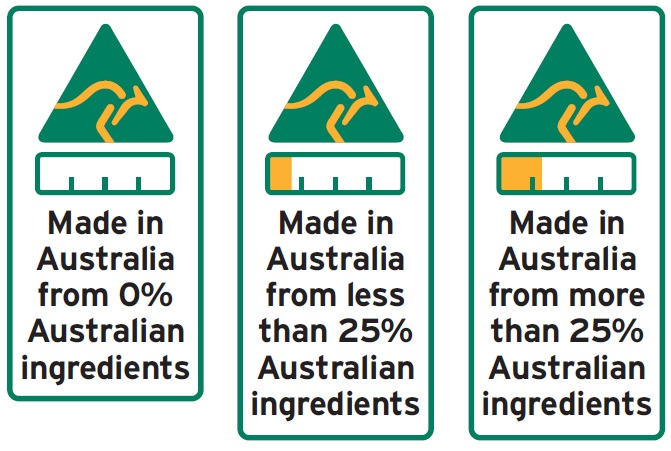 Made in
Australia
from 0%
Australian
ingredients
Made in
Australia
from less
than 25%
Australian
ingredients
Made in
Australia
from more
than 25%
Australian
ingredients